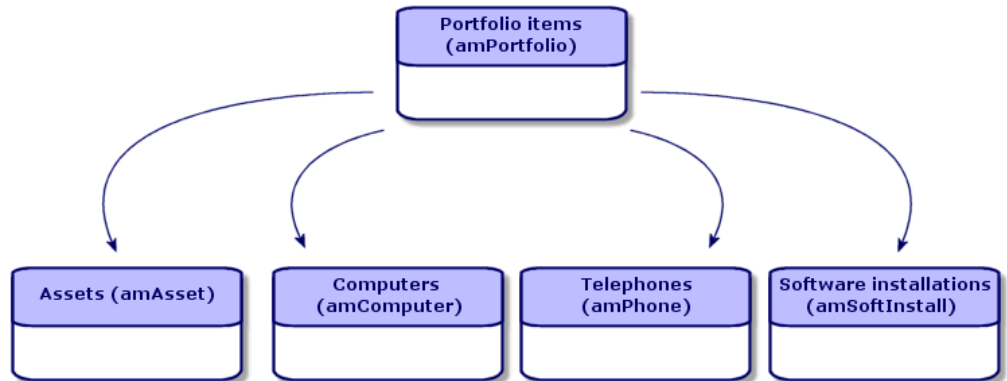 Portfolio items
(amPortfolio)
Assets (amAsset)
Computers
(amComputer)
Telephones
(amPhone)
Software installations
(amSoftInstall)